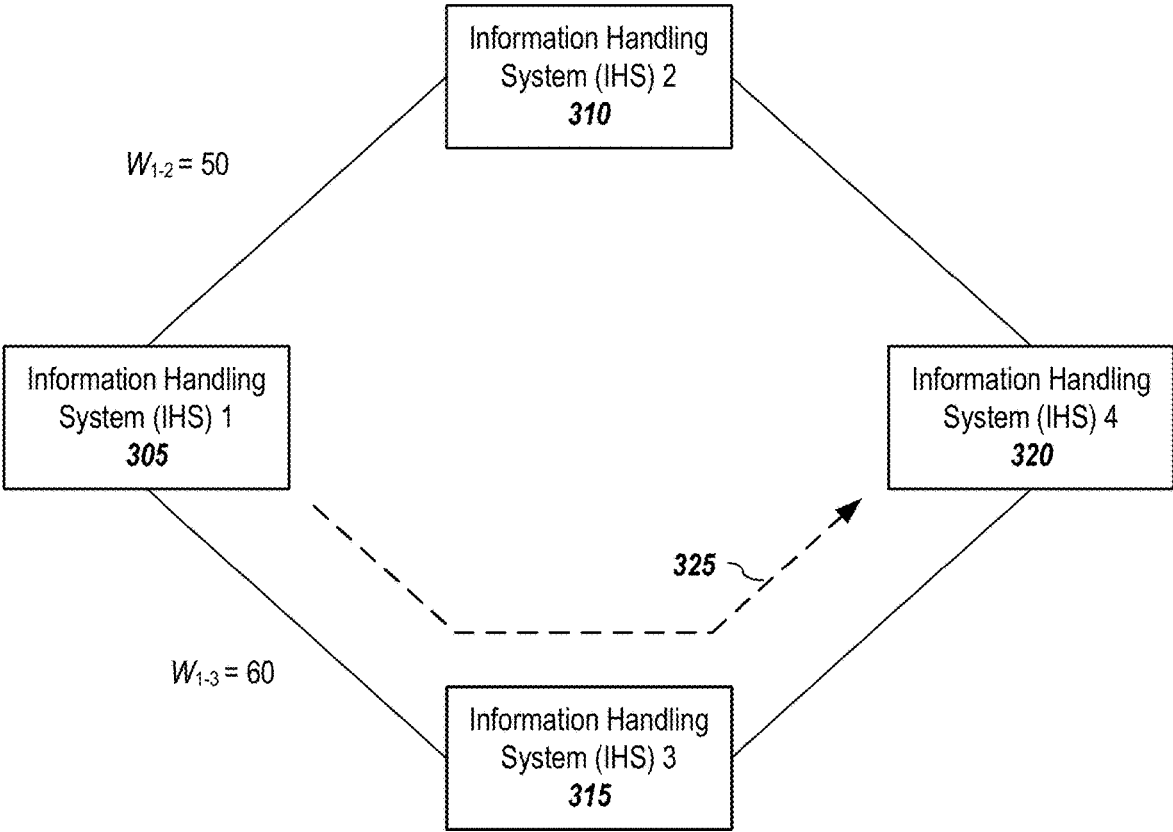 Information Handling
System (IHS) 2
310
W1-2 = 50
Information Handling
System (IHS) 1
305
Information Handling
System (IHS) 4
320
325
W1-3 = 60
Information Handling
System (IHS) 3
315